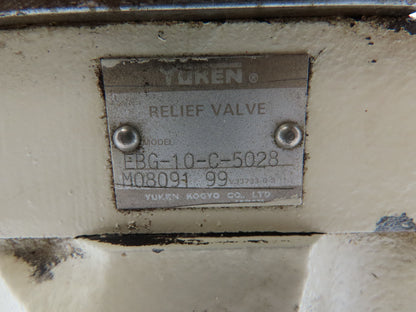 YUKEN ®
RELIEF VALVE
MODEL
EBG-10-C-5028
M08091 99
YUKEN KOGYO CO., LTD